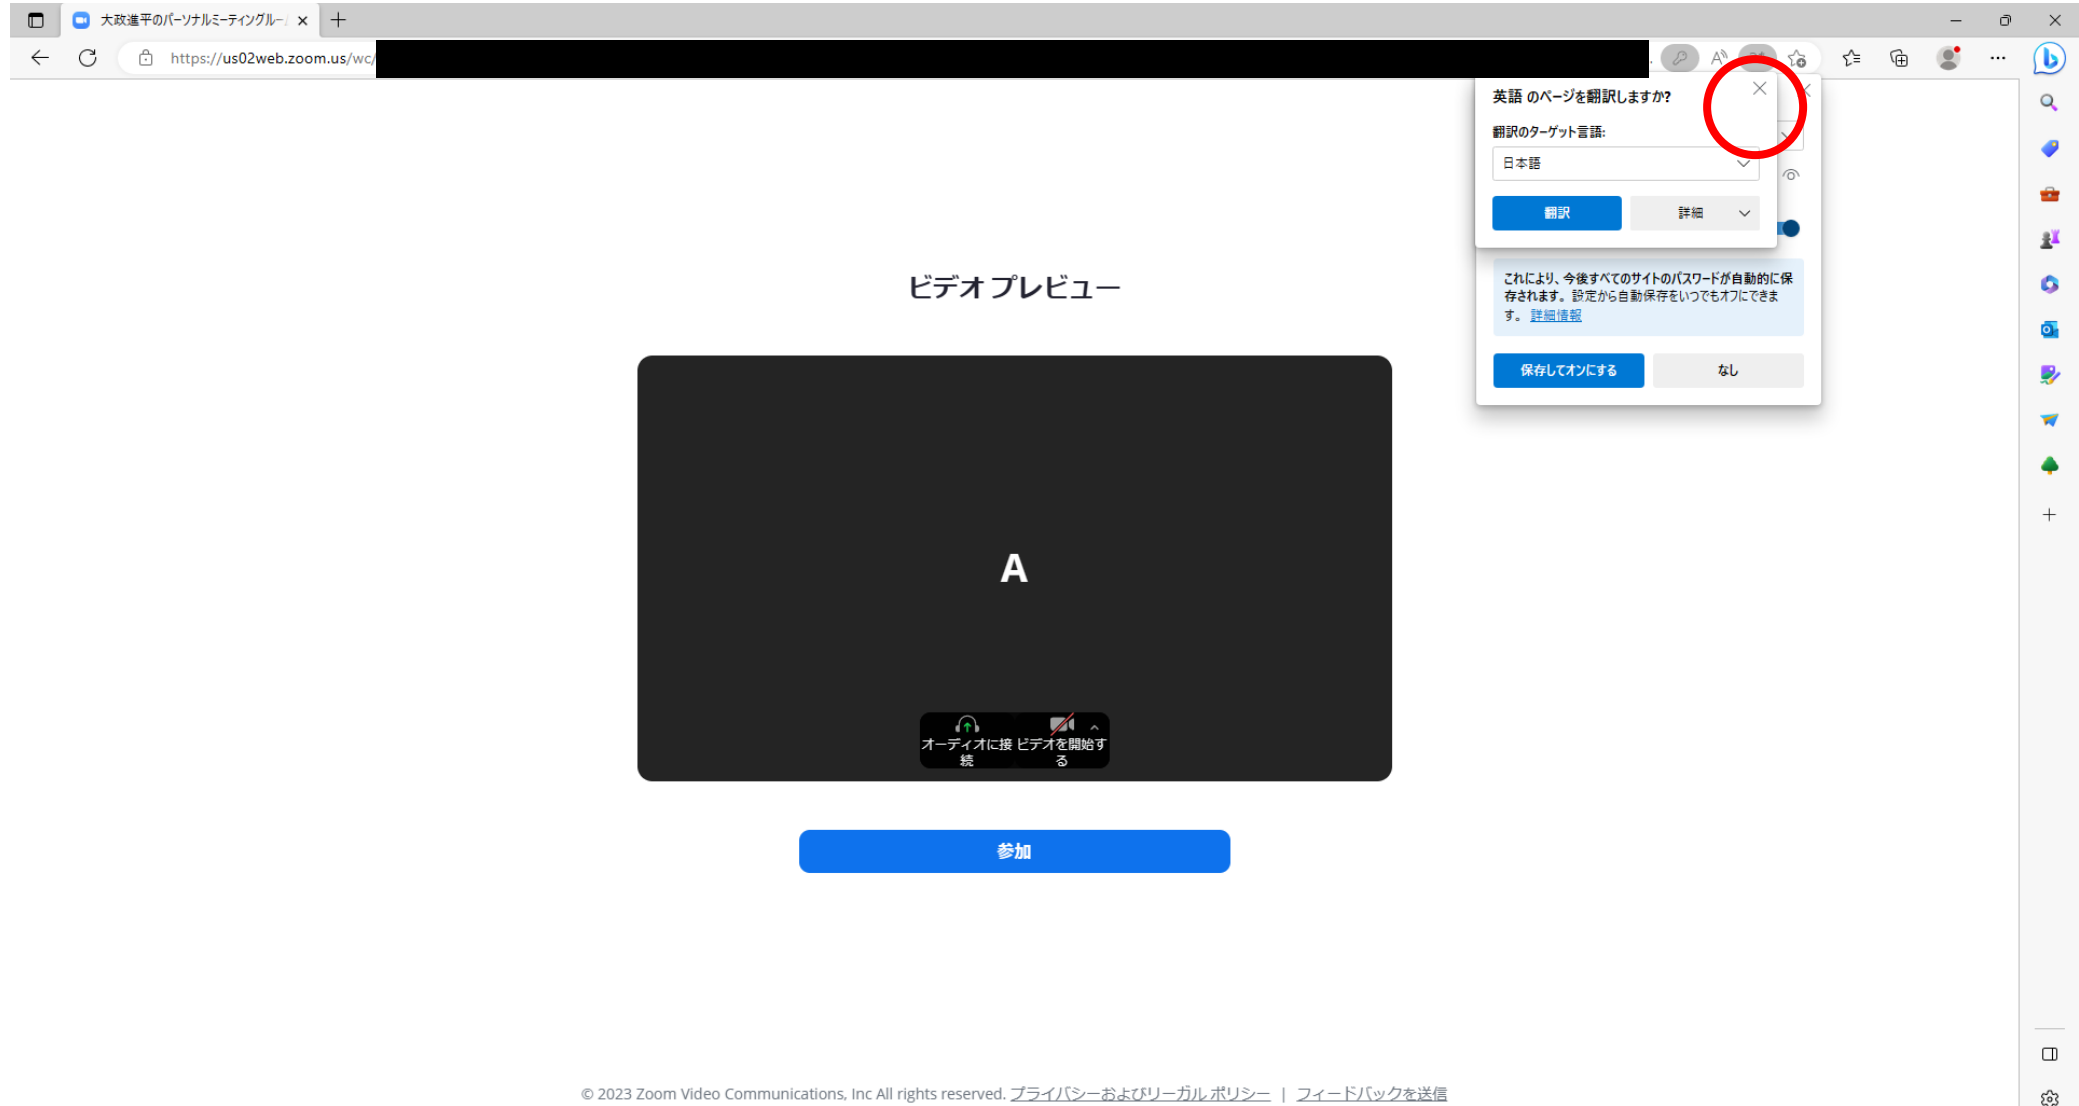 大政進平のパーソナルミーティングルー
https://us02web.zoom.us/wc/
英語 のページを翻訳しますか?
翻訳のターゲット言語:
日本語
翻訳
詳細
これにより、今後すべてのサイトのパスワードが自動的に保
存されます。設定から自動保存をいつでもオフにできま
す。 詳細情報
保存してオンにする
なし
ビデオ プレビュー
A
オーディオに接
続
ビデオを開始す
る
参加
© 2023 Zoom Video Communications, Inc All rights reserved. プライバシーおよびリーガル ポリシー | フィードバックを送信